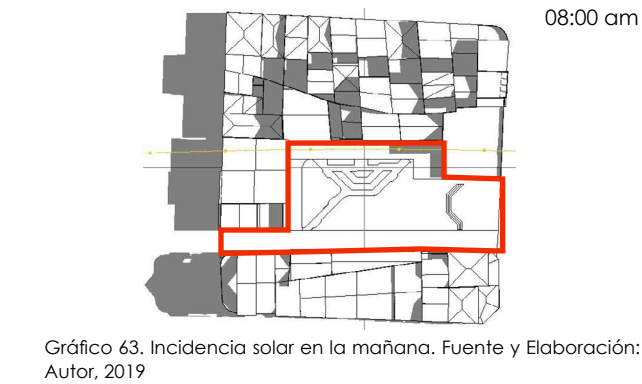 08:00 am
Gráfico 63. Incidencia solar en la mañana. Fuente y Elaboración:
Autor, 2019